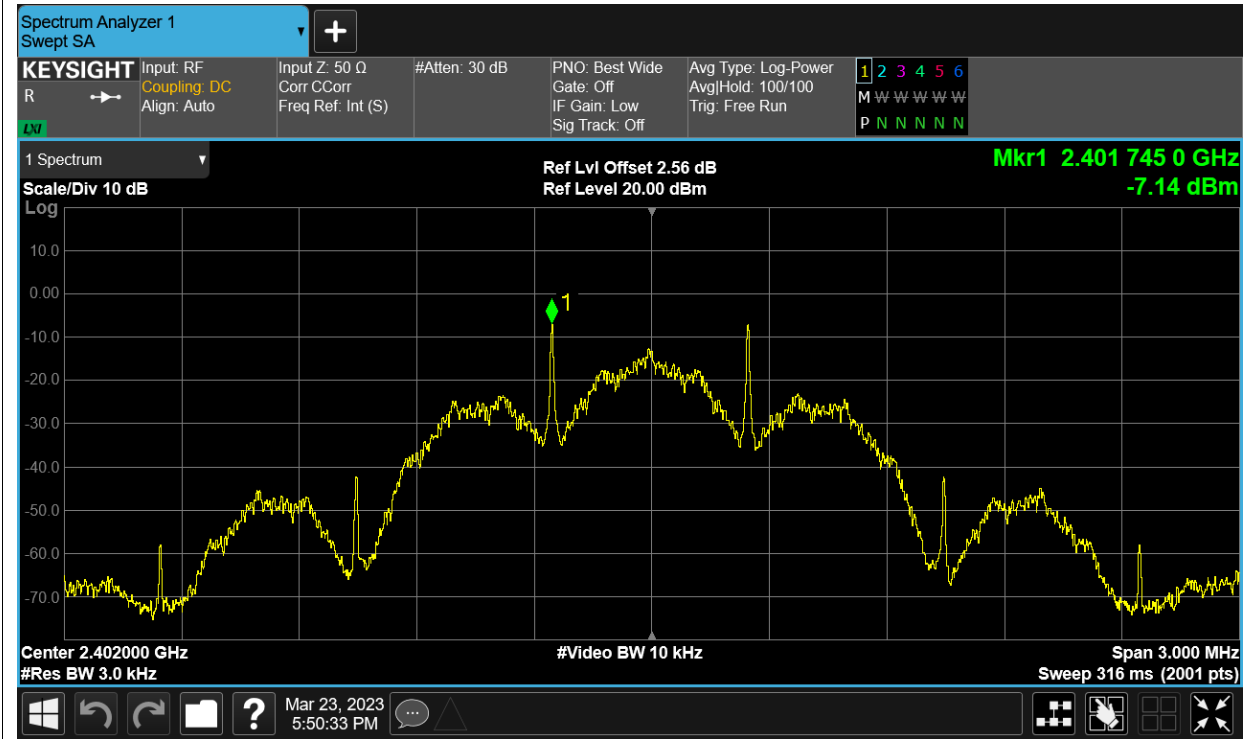 Spectrum Analyzer 1
Swept SA
+
KEYSIGHT
R
LXI
Input: RF
Coupling: DC
Align: Auto
Input Z: 50 Ω
Corr CCorr
Freq Ref: Int (S)
#Atten: 30 dB
PNO: Best Wide
Gate: Off
IF Gain: Low
Sig Track: Off
Avg Type: Log-Power
Avg|Hold: 100/100
Trig: Free Run
1 2 3 4 5 6
M W W W W W
P N N N N N
1 Spectrum
Scale/Div 10 dB
Log
Ref Lvl Offset 2.56 dB
Ref Level 20.00 dBm
Mkr1 2.401 745 0 GHz
-7.14 dBm
10.0
0.00
1
-10.0
-20.0
-30.0
-40.0
-50.0
-60.0
-70.0
Center 2.402000 GHz
#Res BW 3.0 kHz
#Video BW 10 kHz
Span 3.000 MHz
Sweep 316 ms (2001 pts)
?
Mar 23, 2023
5:50:33 PM